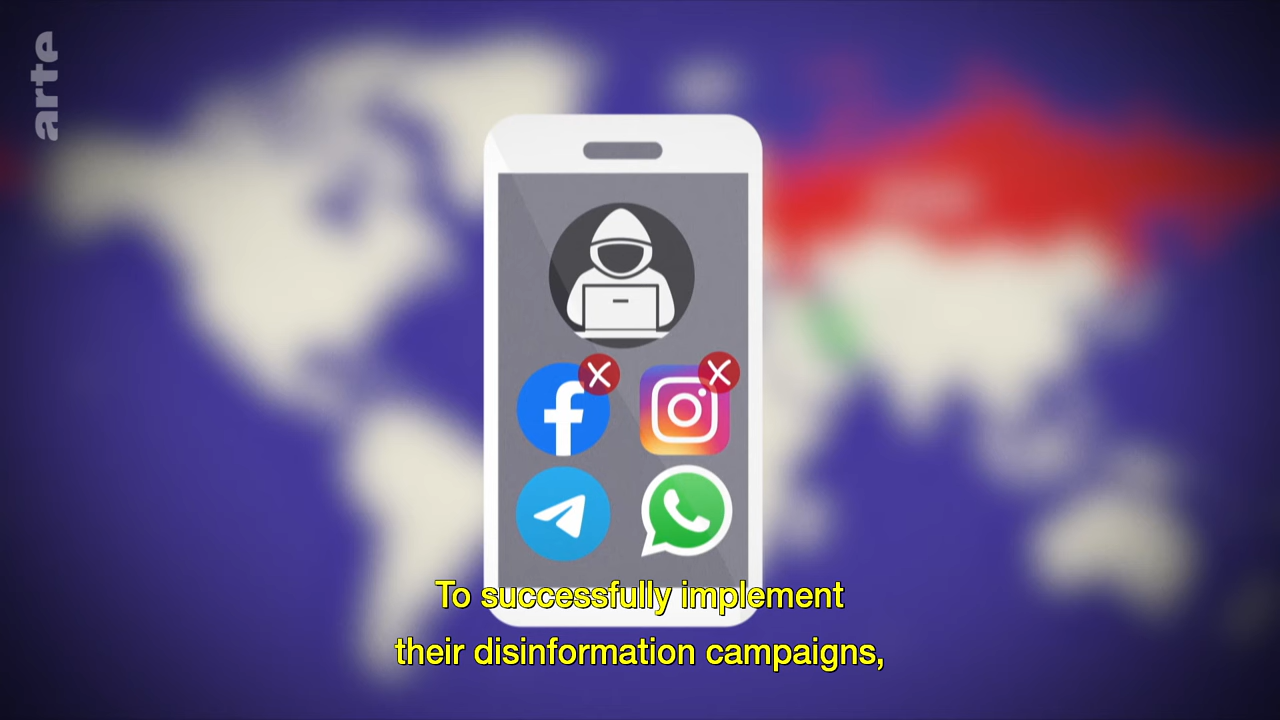 arte
To successfully implement
their disinformation campaigns,